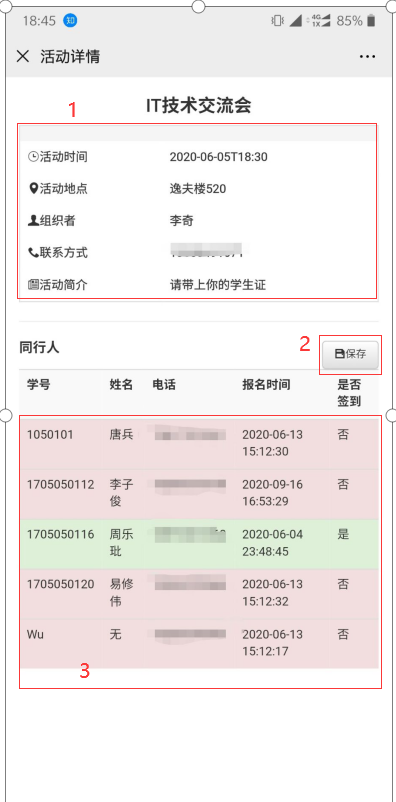 18:45 知 4G 1X 85%
活动详情
IT技术交流会
1
活动时间 2020-06-05T18:30
活动地点 逸夫楼520
组织者 李奇
联系方式
活动简介 请带上你的学生证
2
同行人 保存
学号 姓名 电话 报名时间 是否
签到
1050101 唐兵 2020-06-13 否
15:12:30
1705050112 李子 2020-09-16 否
俊 16:53:29
1705050116 周乐 2020-06-04 是
玭 23:48:45
1705050120 易修 2020-06-13 否
伟 15:12:32
Wu 无 2020-06-13 否
15:12:17
3